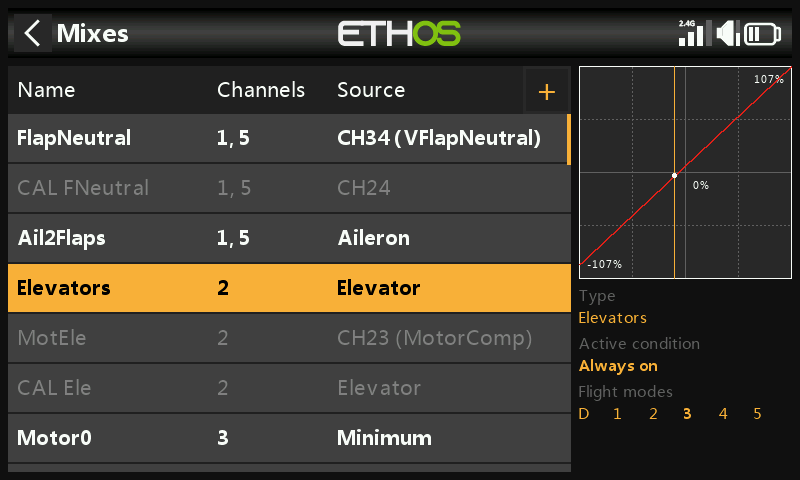 Mixes
ETHOS
2.4G
Name Channels Source +
FlapNeutral 1, 5 CH34 (VFlapNeutral)
CAL FNeutral 1, 5 CH24
Ail2Flaps 1, 5 Aileron
Elevators 2 Elevator
MotEle 2 CH23 (MotorComp)
CAL Ele 2 Elevator
Motor0 3 Minimum
107%
0%
-107%
Type
Elevators
Active condition
Always on
Flight modes
D 1 2 3 4 5